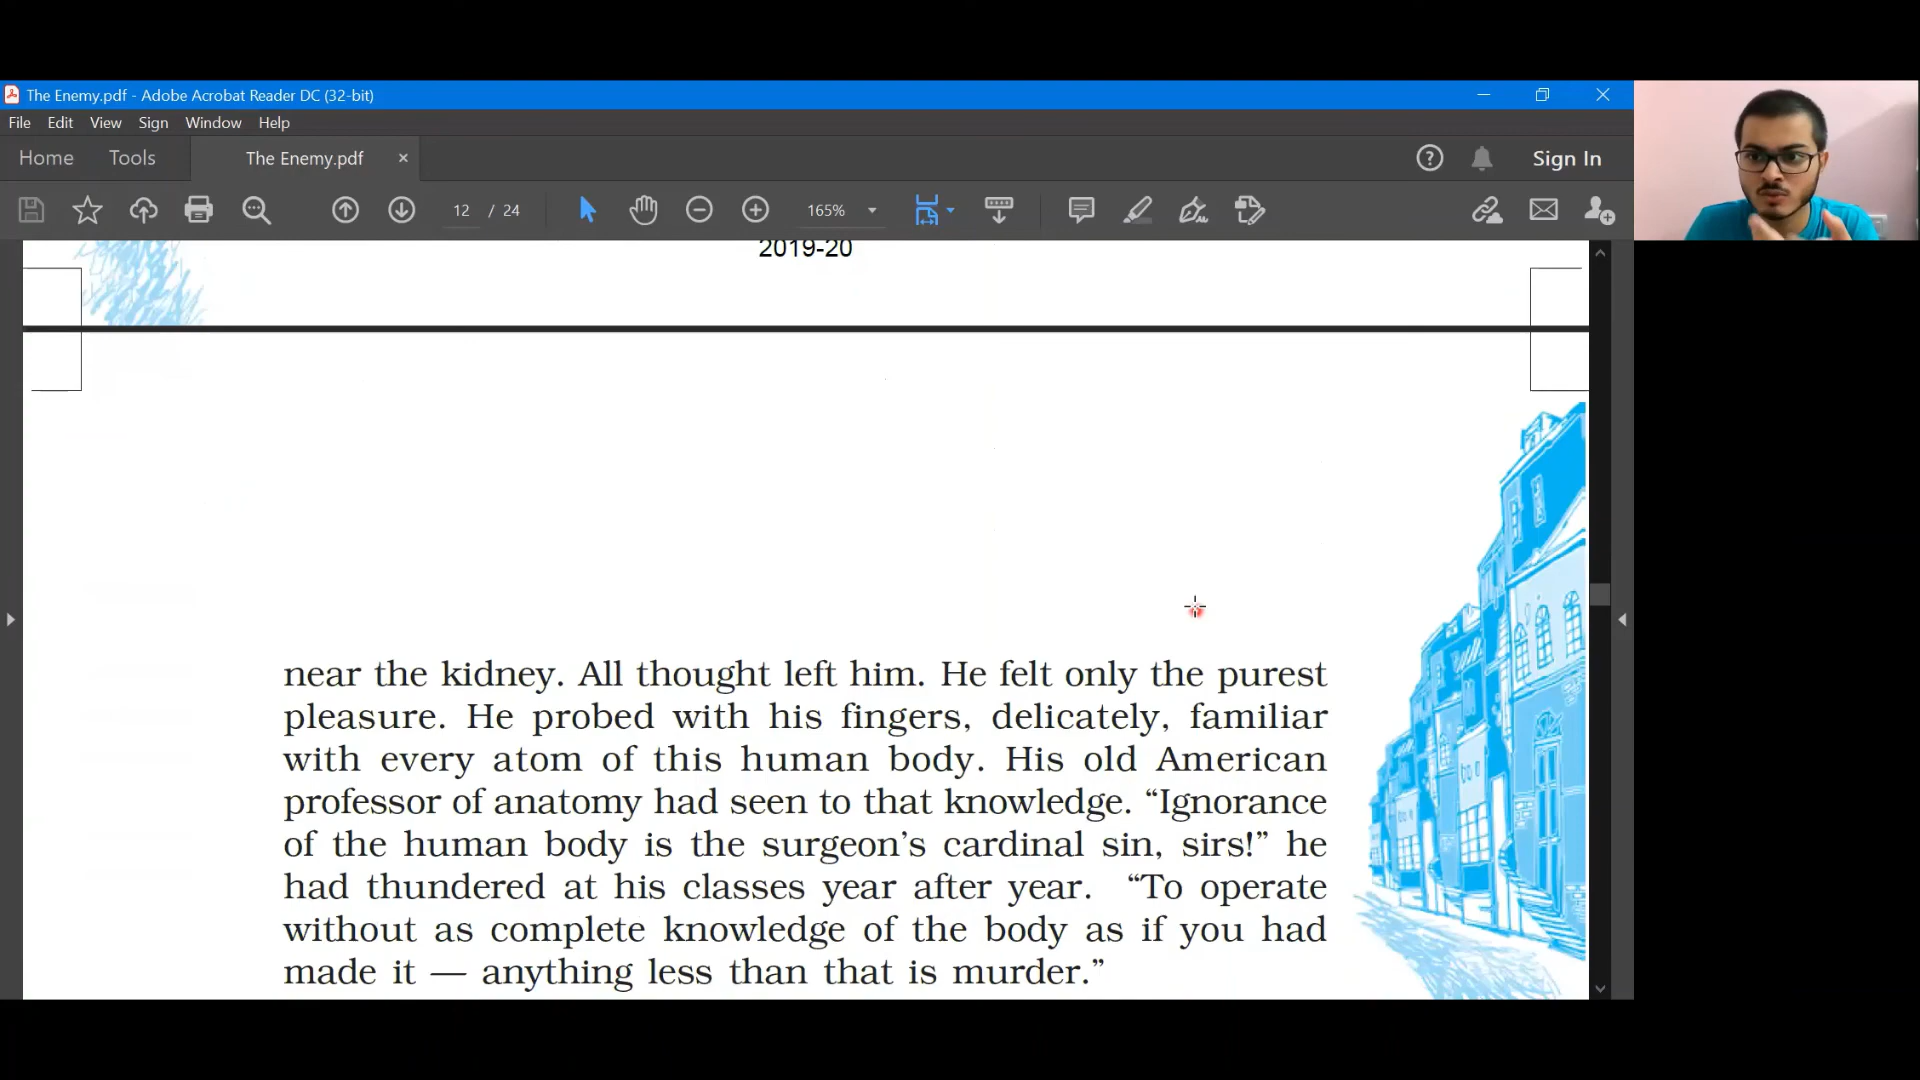 The Enemy.pdf - Adobe Acrobat Reader DC (32-bit)
File Edit View Sign Window Help
Home Tools The Enemy.pdf × Sign In
12 / 24 165%
2019-20
near the kidney. All thought left him. He felt only the purest
pleasure. He probed with his fingers, delicately, familiar
with every atom of this human body. His old American
professor of anatomy had seen to that knowledge. “Ignorance
of the human body is the surgeon’s cardinal sin, sirs!” he
had thundered at his classes year after year. “To operate
without as complete knowledge of the body as if you had
made it — anything less than that is murder.”